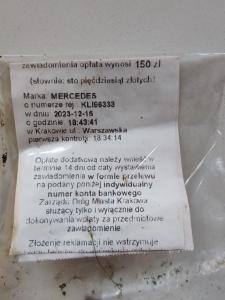 zawiadomienia opłata wynosi 150 zł
(słownie: sto pięćdziesiąt złotych)
Marka: MERCEDES
o numerze rej.: KLI96333
w dniu: 2023-12-16
o godzinie: 18:43:41
w Krakowie ul.: Warszawska
pierwsza kontrola: 18:34:14
Opłatę dodatkową należy wnieść w
terminie 14 dni od daty wystawienia
zawiadomienia w formie przelewu
na podany poniżej indywidualny
numer konta bankowego
Zarządu Dróg Miasta Krakowa
służący tylko i wyłącznie do
dokonywania wpłaty za przedmiotowe
zawiadomienie.
Złożenie reklamacji nie wstrzymuje